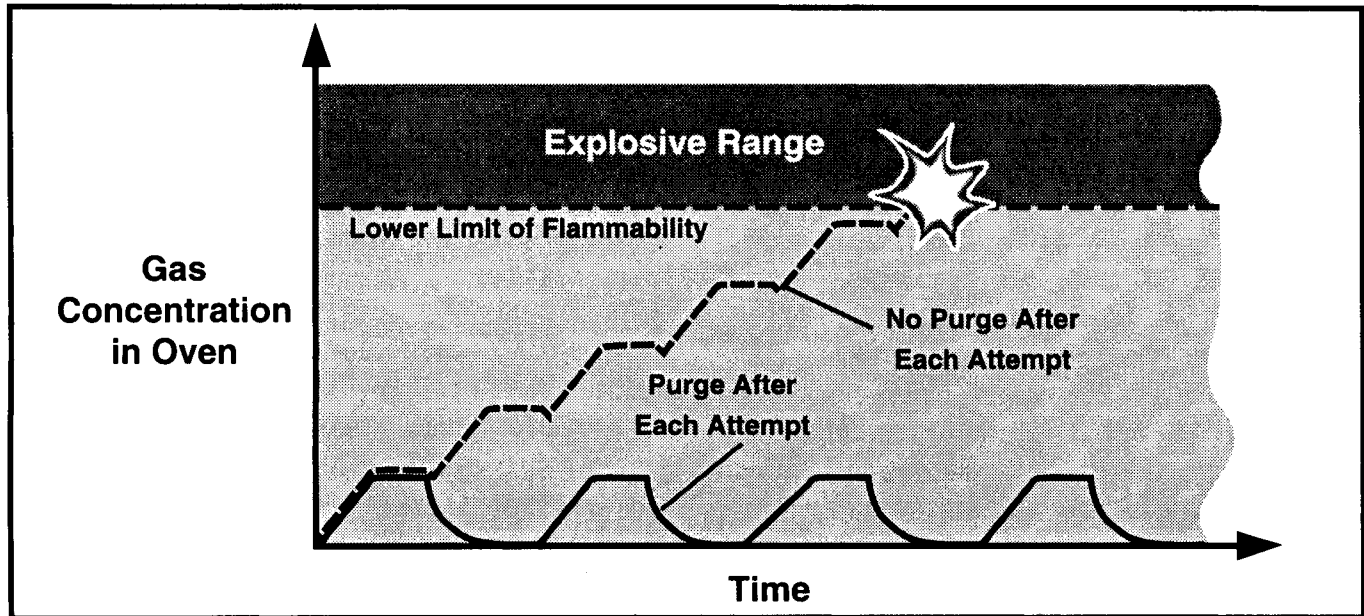 Explosive Range
Lower Limit of Flammability
Gas
Concentration
in Oven
No Purge After
Each Attempt
Purge After
Each Attempt
Time